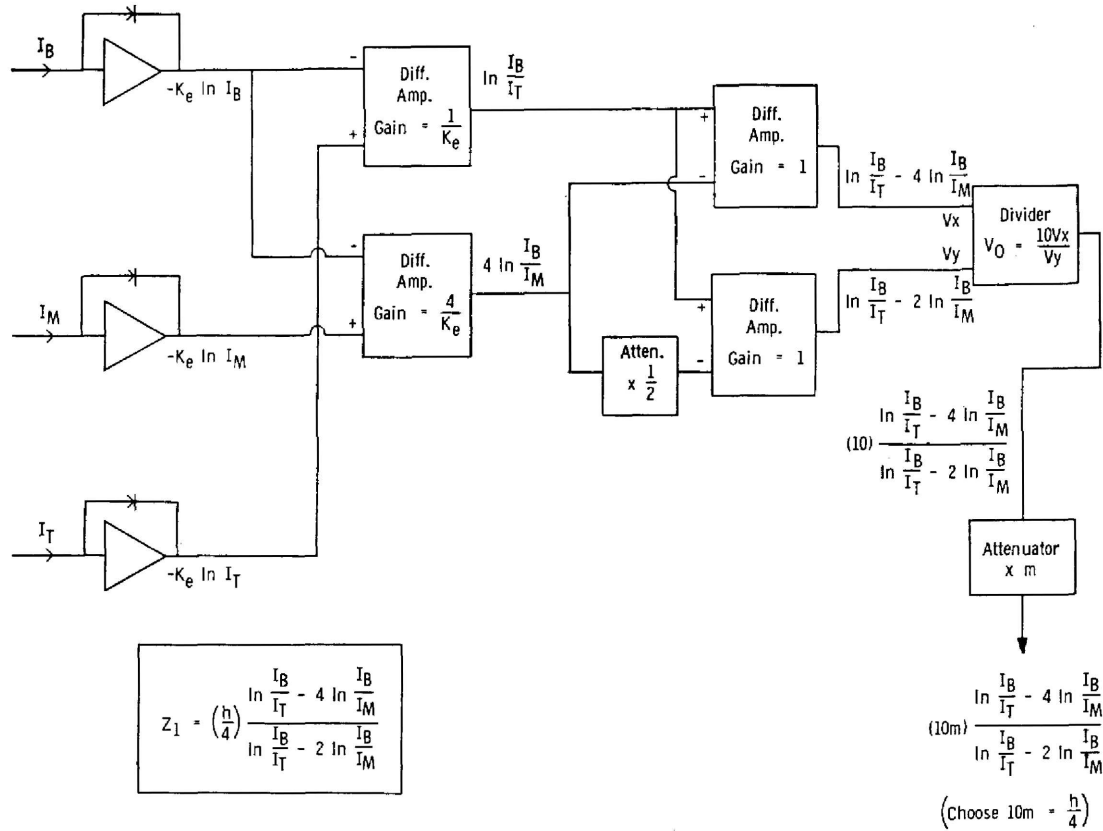 I_B
-K_e ln I_B
I_M
-K_e ln I_M
I_T
-K_e ln I_T
-
+
Diff.
Amp.
Gain = 1/K_e
ln I_B/I_T
-
+
Diff.
Amp.
Gain = 4/K_e
4 ln I_B/I_M
Atten.
x 1/2
+
-
Diff.
Amp.
Gain = 1
ln I_B/I_T - 4 ln I_B/I_M
Vx
+
-
Diff.
Amp.
Gain = 1
Vy
ln I_B/I_T - 2 ln I_B/I_M
Divider
V_O = 10Vx/Vy
(10) (ln I_B/I_T - 4 ln I_B/I_M)/(ln I_B/I_T - 2 ln I_B/I_M)
Attenuator
x m
(10m) (ln I_B/I_T - 4 ln I_B/I_M)/(ln I_B/I_T - 2 ln I_B/I_M)
(Choose 10m = h/4)
Z_1 = (h/4) (ln I_B/I_T - 4 ln I_B/I_M)/(ln I_B/I_T - 2 ln I_B/I_M)